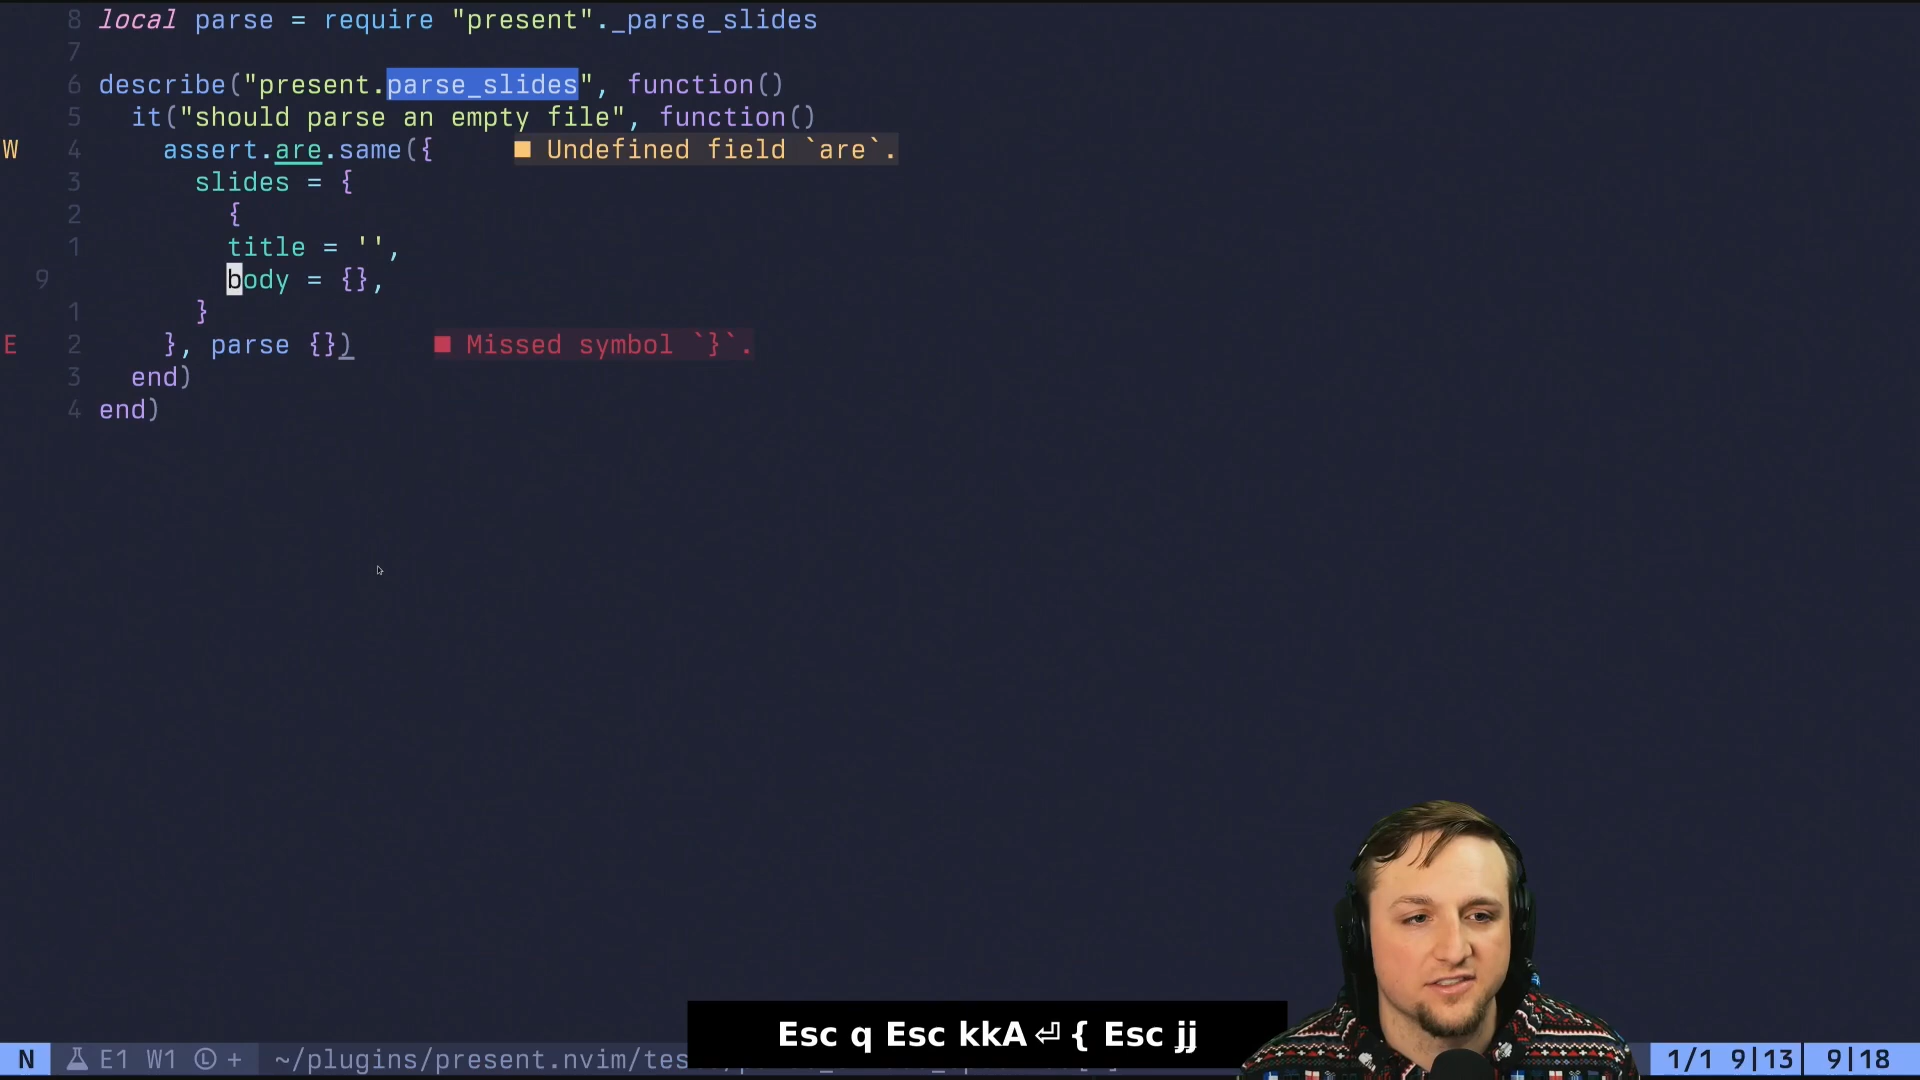 8 local parse = require "present"._parse_slides
7
6 describe("present.parse_slides", function()
5 it("should parse an empty file", function()
W 4 assert.are.same({ ■ Undefined field `are`.
3 slides = {
2 {
1 title = '',
9 body = {},
1 }
E 2 }, parse {}) ■ Missed symbol `}`.
3 end)
4 end)
Esc q Esc kkA⏎{ Esc jj
N E1 W1 Ⓛ + ~/plugins/present.nvim/tes 1/1 9|13 9|18